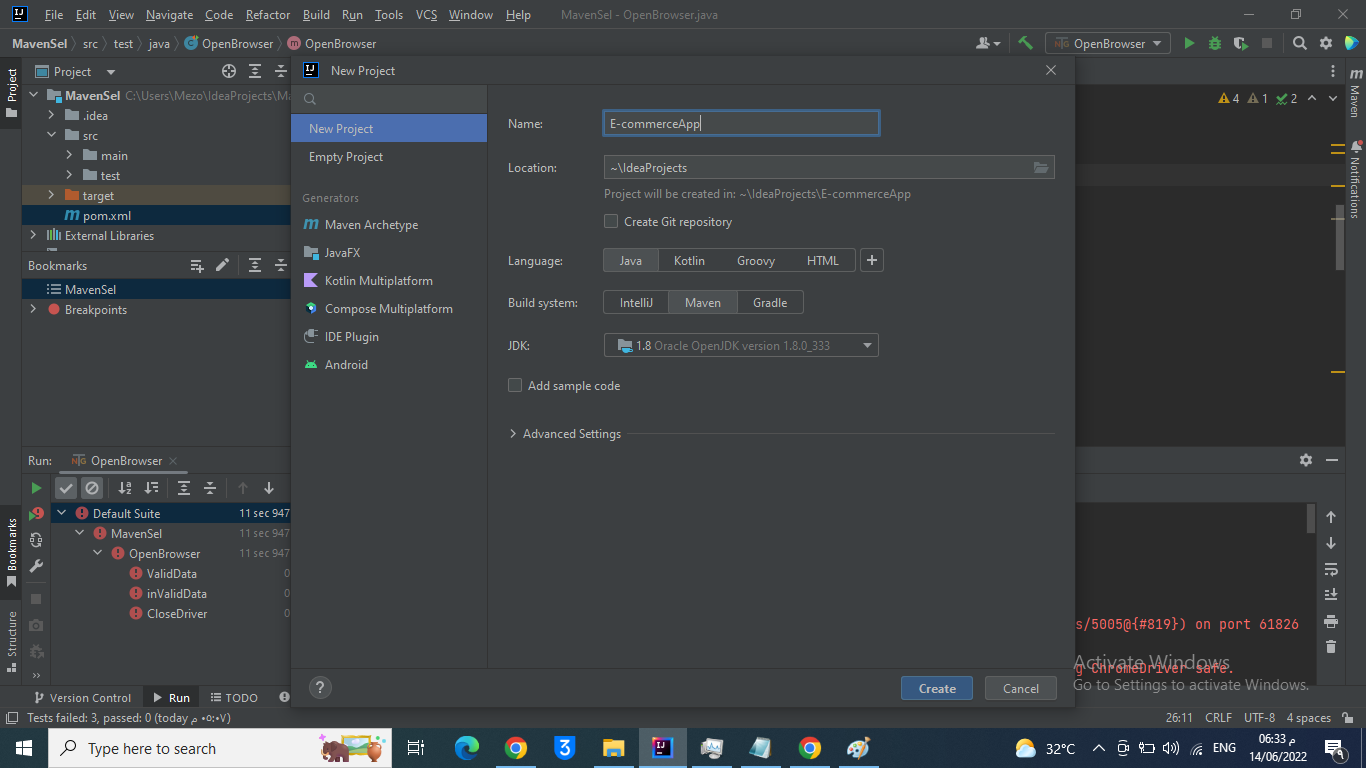 File Edit View Navigate Code Refactor Build Run Tools VCS Window Help MavenSel - OpenBrowser.java
MavenSel src test java OpenBrowser OpenBrowser
OpenBrowser
Project
Project
MavenSel C:\Users\Mezo\IdeaProjects\Ma
.idea
src
main
test
target
pom.xml
External Libraries
Bookmarks
MavenSel
Breakpoints
New Project
New Project
Empty Project
Generators
Maven Archetype
JavaFX
Kotlin Multiplatform
Compose Multiplatform
IDE Plugin
Android
Name: E-commerceApp
Location: ~\IdeaProjects
Project will be created in: ~\IdeaProjects\E-commerceApp
Create Git repository
Language: Java Kotlin Groovy HTML +
Build system: IntelliJ Maven Gradle
JDK: 1.8 Oracle OpenJDK version 1.8.0_333
Add sample code
Advanced Settings
? Create Cancel
4 1 2
Maven
Notifications
Run: OpenBrowser
Default Suite 11 sec 947
MavenSel 11 sec 947
OpenBrowser 11 sec 947
ValidData 0
inValidData 0
CloseDriver 0
Bookmarks
Structure
s/5005@{#819}) on port 61826
g ChromeDriver safe.
Activate Windows
Go to Settings to activate Windows.
Version Control Run TODO
Tests failed: 3, passed: 0 (today م ٠٥:٠٧)
26:11 CRLF UTF-8 4 spaces
Type here to search
32°C ENG 06:33 م
14/06/2022
4